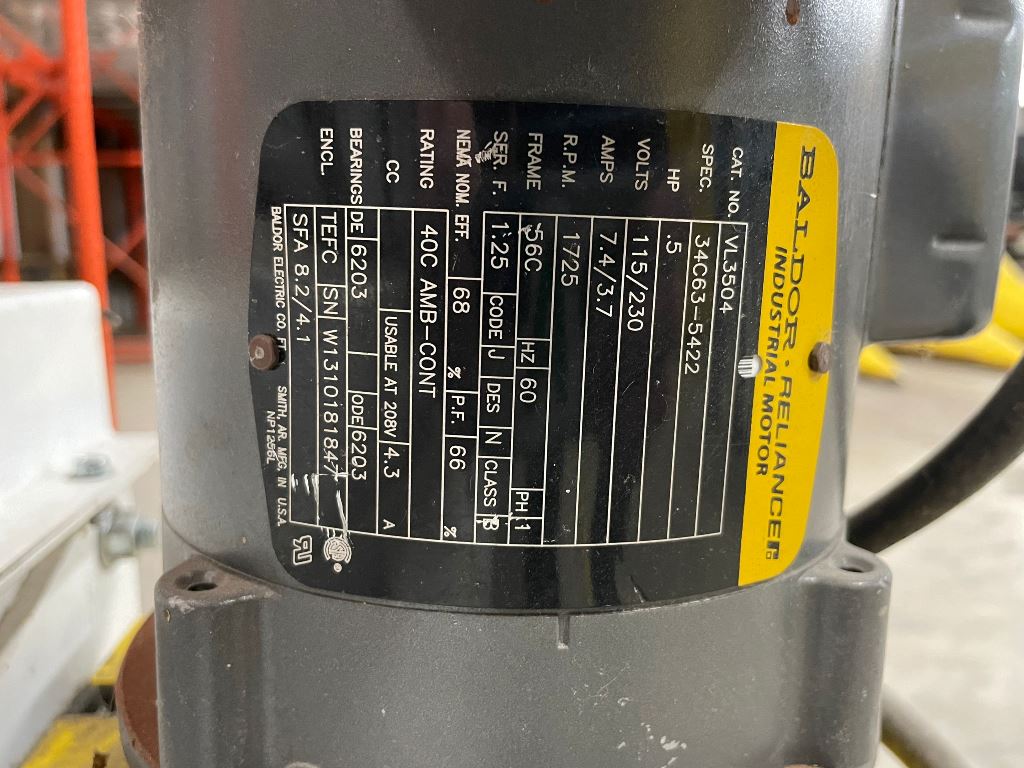 BALDOR · RELIANCER
INDUSTRIAL MOTOR
CAT. NO. VL3504
SPEC. 34C63-5422
HP .5
VOLTS 115/230
AMPS 7.4/3.7
R.P.M. 1725
FRAME 56C HZ 60 PH 1
SER. F. 1.25 CODE J DES N CLASS B
NEMA NOM. EFF. 68 % P.F. 66 %
RATING 40C AMB-CONT
CC USABLE AT 208V 4.3 A
BEARINGS DE 6203 ODE 6203
ENCL TEFC SN W1310181847
SFA 8.2/4.1
BALDOR ELECTRIC CO. FT. SMITH, AR. MFG. IN U.S.A.
NP1256L